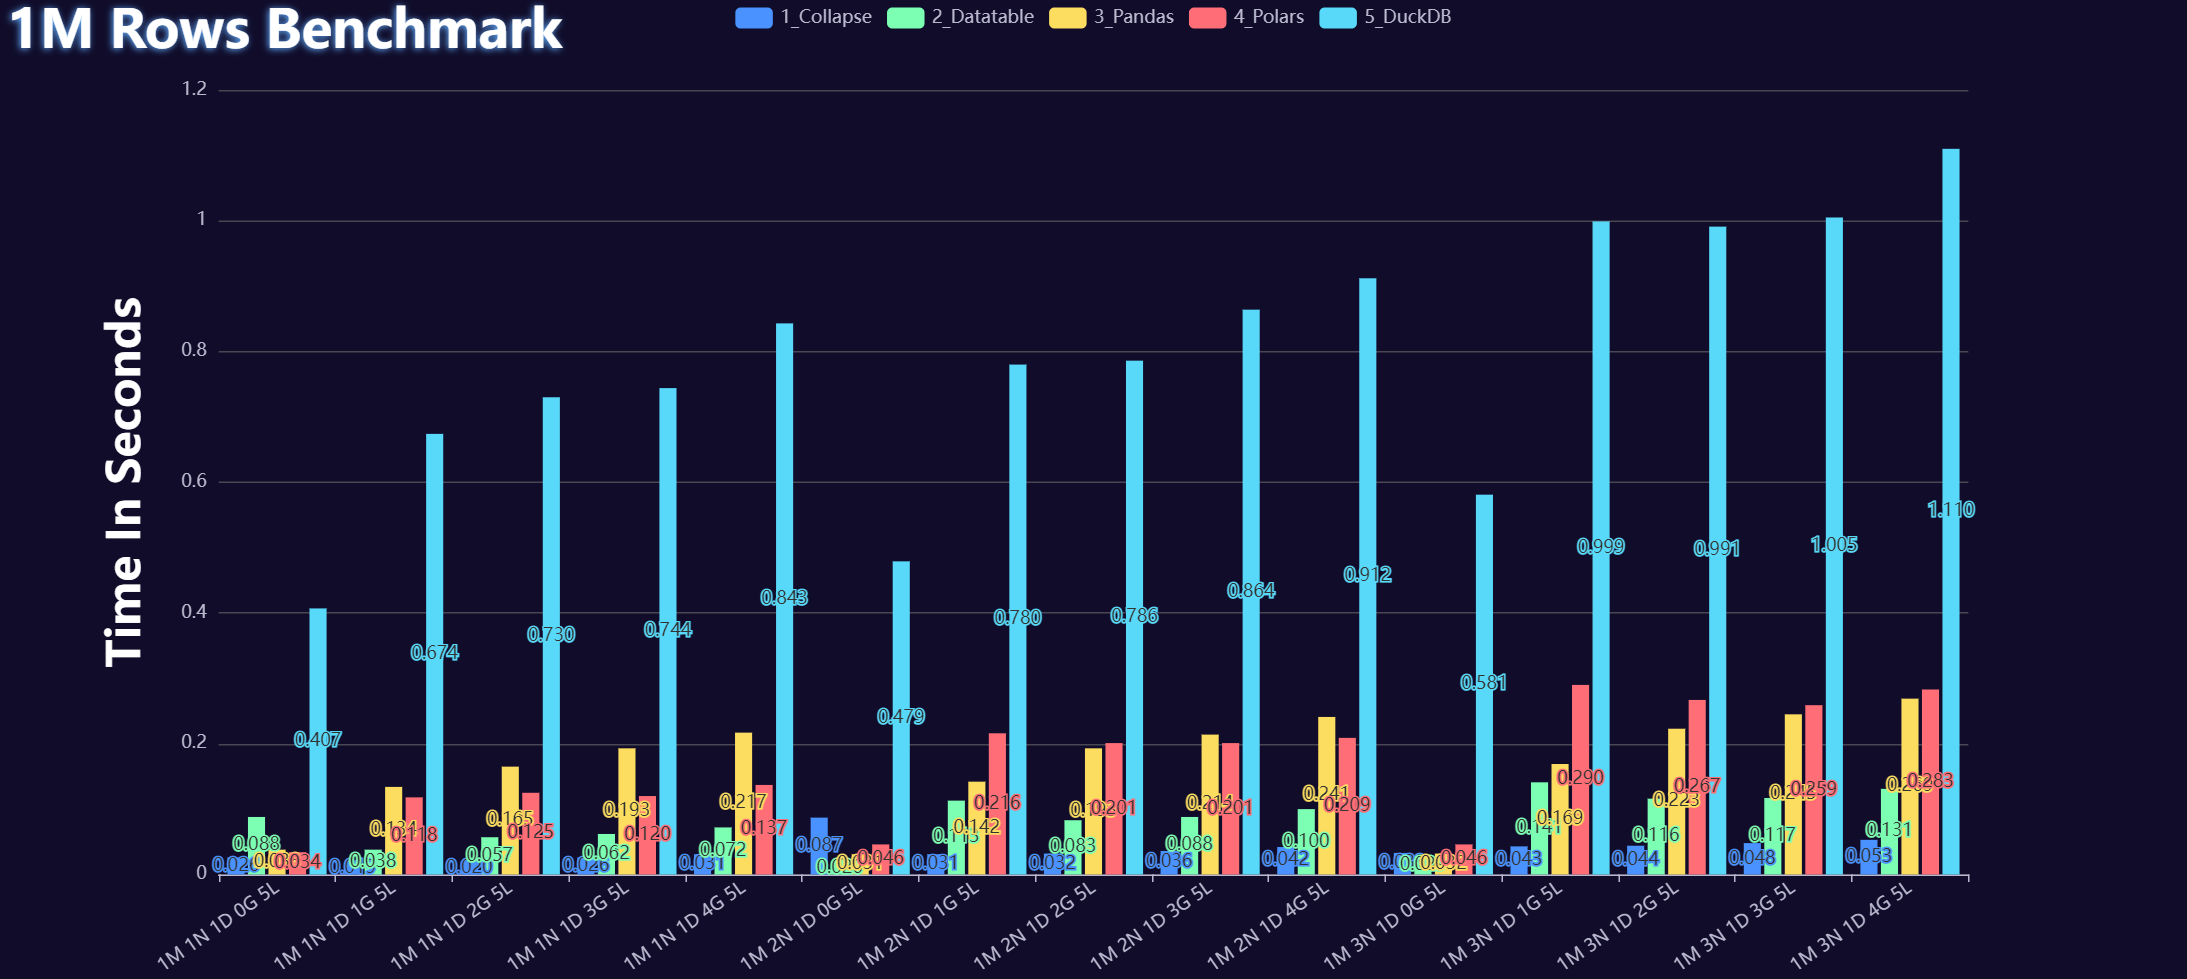 1M Rows Benchmark
1_Collapse 2_Datatable 3_Pandas 4_Polars 5_DuckDB
Time In Seconds
1.2
1
0.8
0.6
0.4
0.2
0
0.088 0.034 0.407
0.038 0.118 0.674
0.020 0.057 0.165 0.125 0.730
0.026 0.062 0.193 0.120 0.744
0.031 0.072 0.217 0.137 0.843
0.087 0.046 0.479
0.031 0.113 0.142 0.216 0.780
0.032 0.083 0.201 0.786
0.036 0.088 0.214 0.201 0.864
0.042 0.100 0.241 0.209 0.912
0.046 0.581
0.043 0.141 0.169 0.290 0.999
0.044 0.116 0.223 0.267 0.991
0.048 0.117 0.259 1.005
0.053 0.131 0.283 1.110
1M 1N 1D 0G 5L
1M 1N 1D 1G 5L
1M 1N 1D 2G 5L
1M 1N 1D 3G 5L
1M 1N 1D 4G 5L
1M 2N 1D 0G 5L
1M 2N 1D 1G 5L
1M 2N 1D 2G 5L
1M 2N 1D 3G 5L
1M 2N 1D 4G 5L
1M 3N 1D 0G 5L
1M 3N 1D 1G 5L
1M 3N 1D 2G 5L
1M 3N 1D 3G 5L
1M 3N 1D 4G 5L